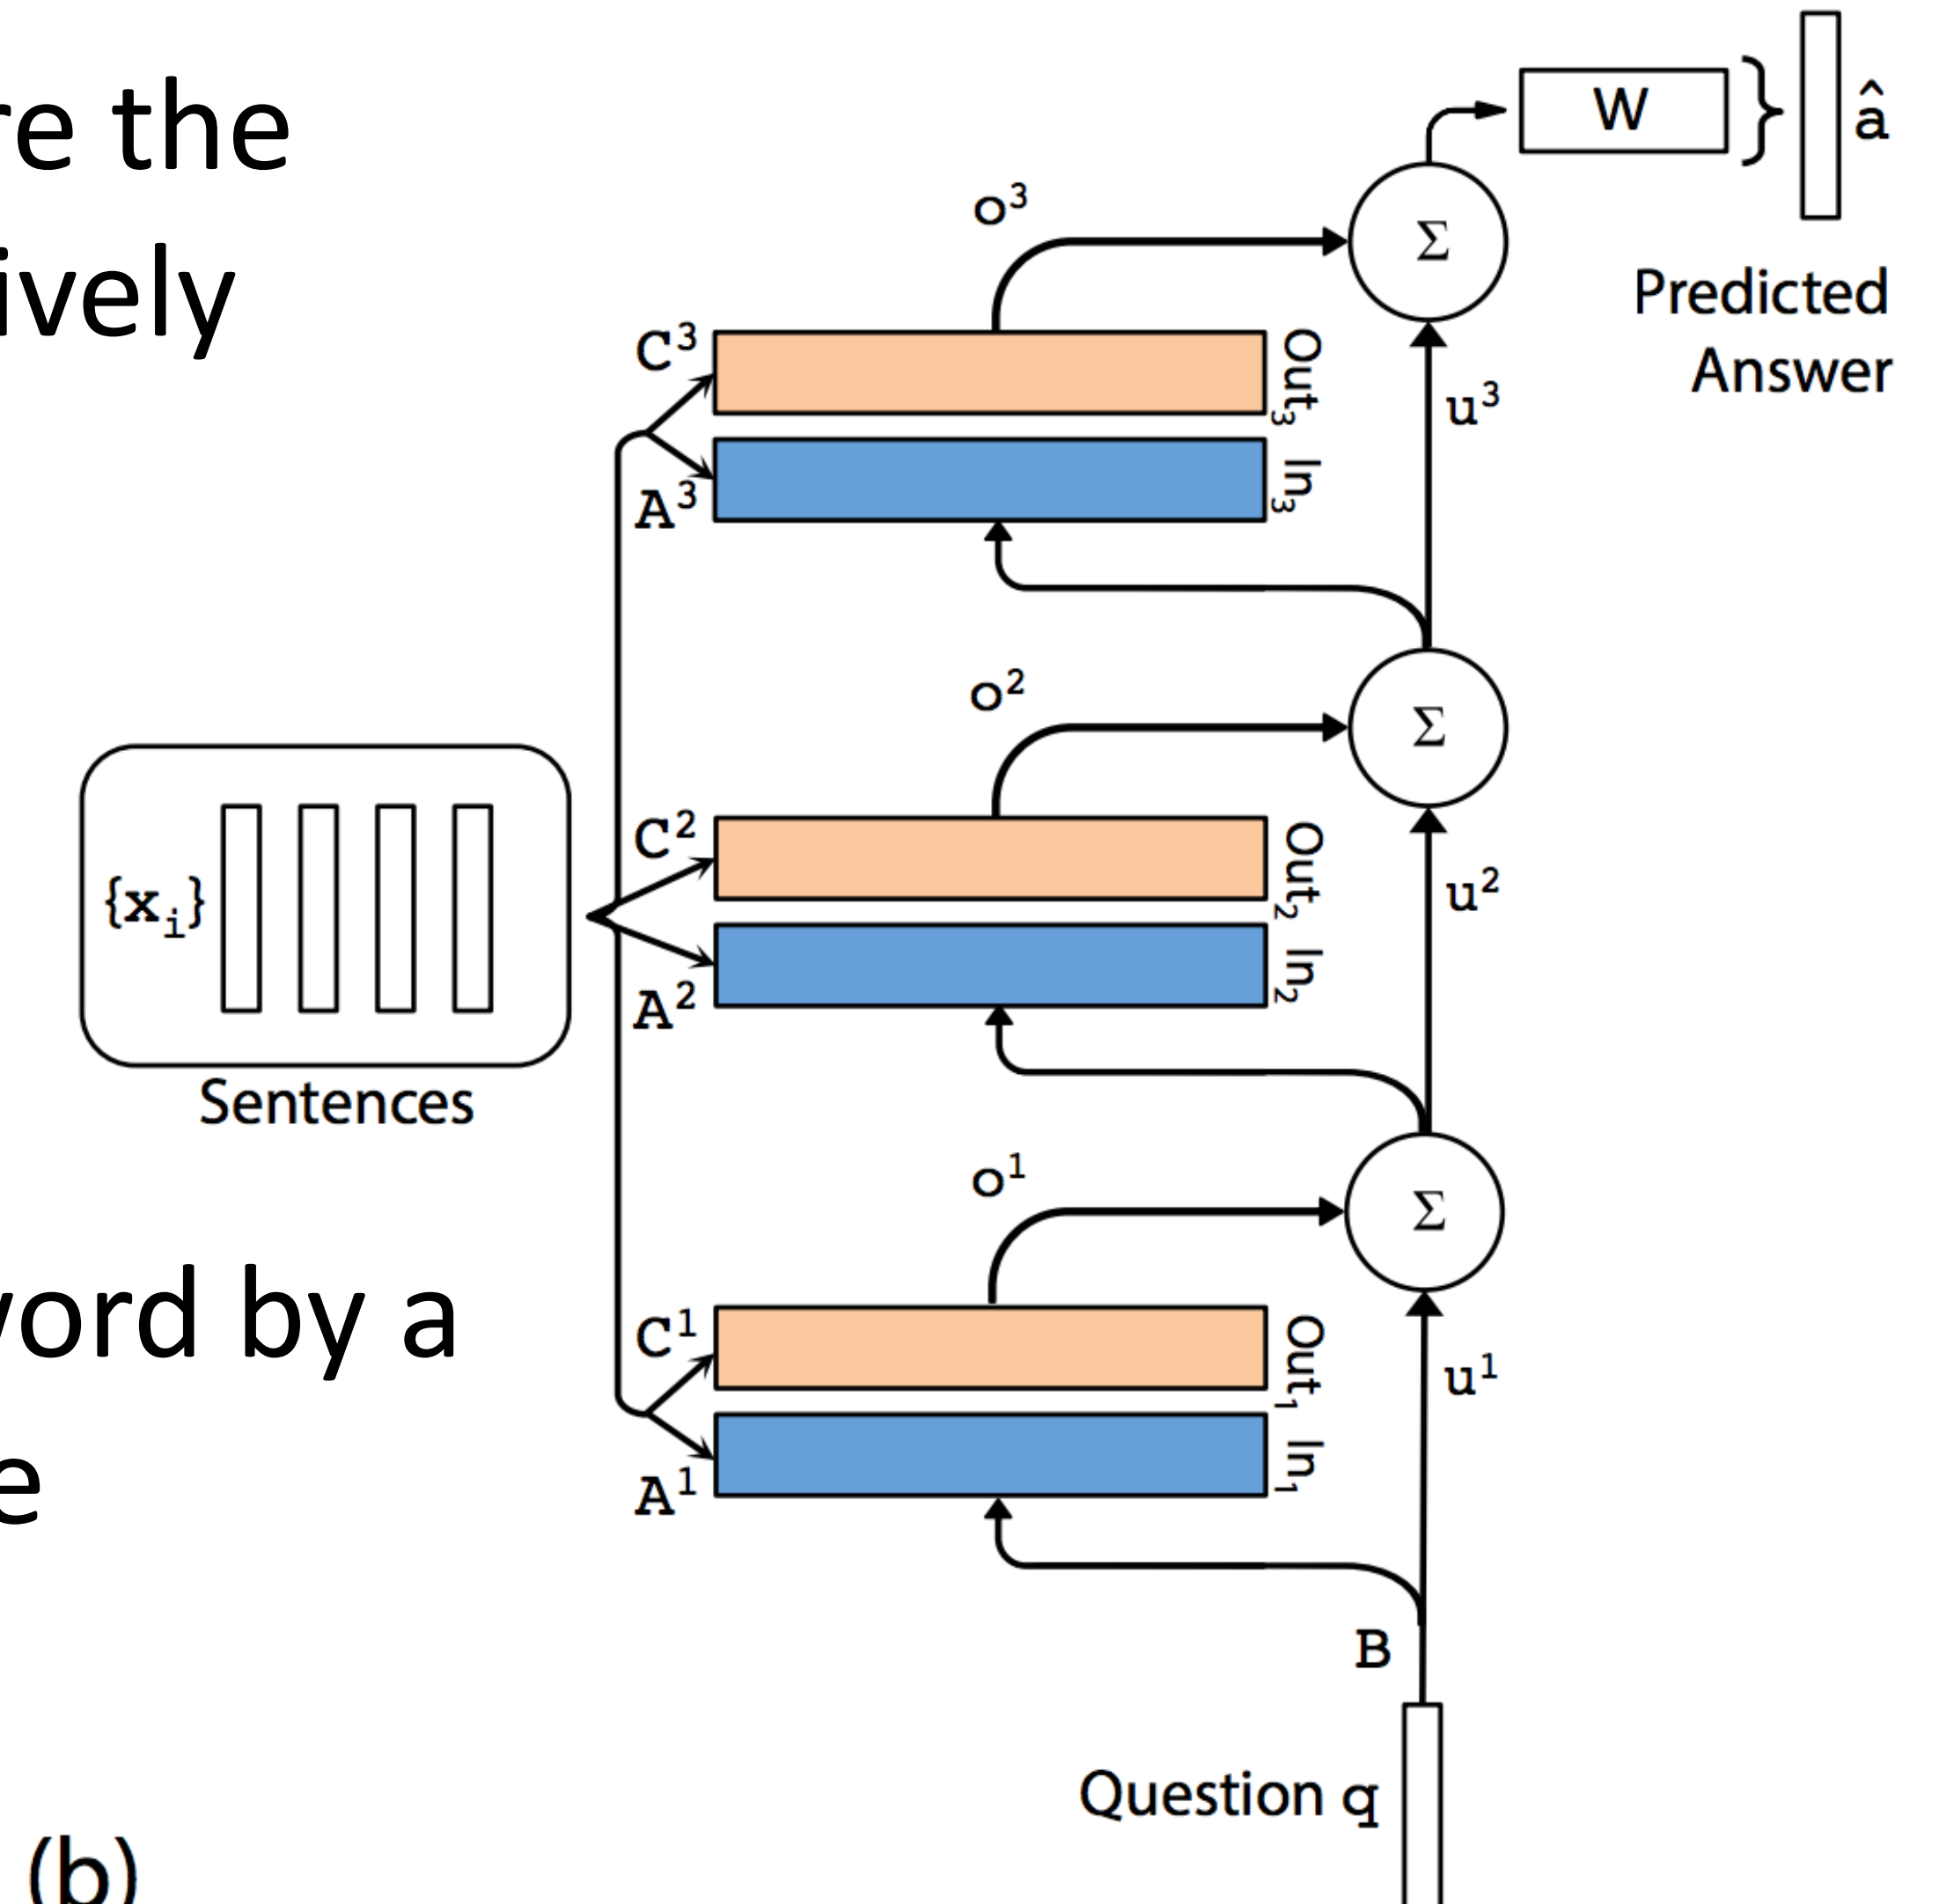 re the
ively
word by a
e
(b)
W
â
Predicted
Answer
o³
Σ
C³
Out₃
A³
In₃
u³
o²
Σ
C²
Out₂
A²
In₂
u²
{xᵢ}
Sentences
o¹
Σ
C¹
Out₁
A¹
In₁
u¹
B
Question q